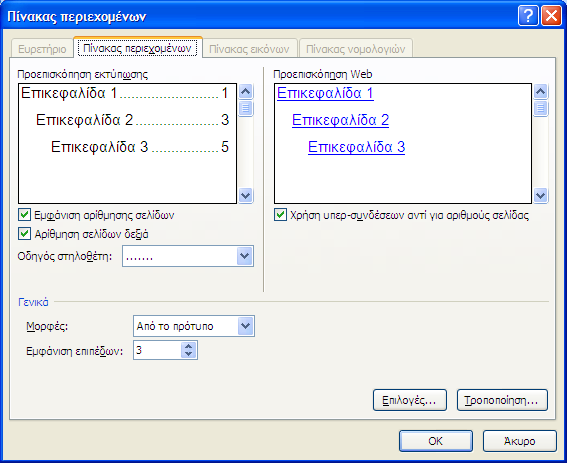 Πίνακας περιεχομένων
Ευρετήριο Πίνακας περιεχομένων Πίνακας εικόνων Πίνακας νομολογιών
Προεπισκόπηση εκτύπωσης
Επικεφαλίδα 1 ........................ 1
Επικεφαλίδα 2 ................... 3
Επικεφαλίδα 3 ............... 5
Εμφάνιση αρίθμησης σελίδων
Αρίθμηση σελίδων δεξιά
Οδηγός στηλοθέτη: .......
Προεπισκόπηση Web
Επικεφαλίδα 1
Επικεφαλίδα 2
Επικεφαλίδα 3
Χρήση υπερ-συνδέσεων αντί για αριθμούς σελίδας
Γενικά
Μορφές: Από το πρότυπο
Εμφάνιση επιπέδων: 3
Επιλογές... Τροποποίηση...
OK Άκυρο